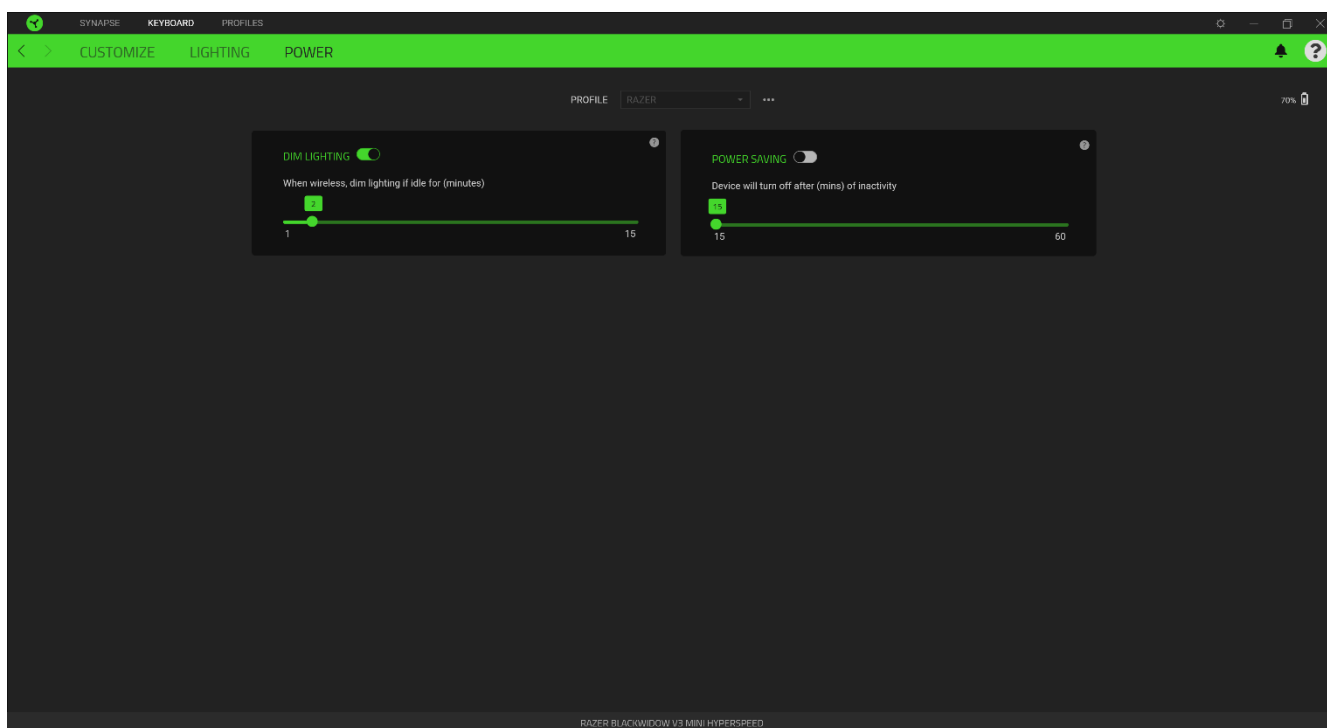 SYNAPSE KEYBOARD PROFILES
CUSTOMIZE LIGHTING POWER ?
PROFILE RAZER ••• 70%
DIM LIGHTING ?
When wireless, dim lighting if idle for (minutes)
2
1 15
POWER SAVING ?
Device will turn off after (mins) of inactivity
15
15 60
RAZER BLACKWIDOW V3 MINI HYPERSPEED